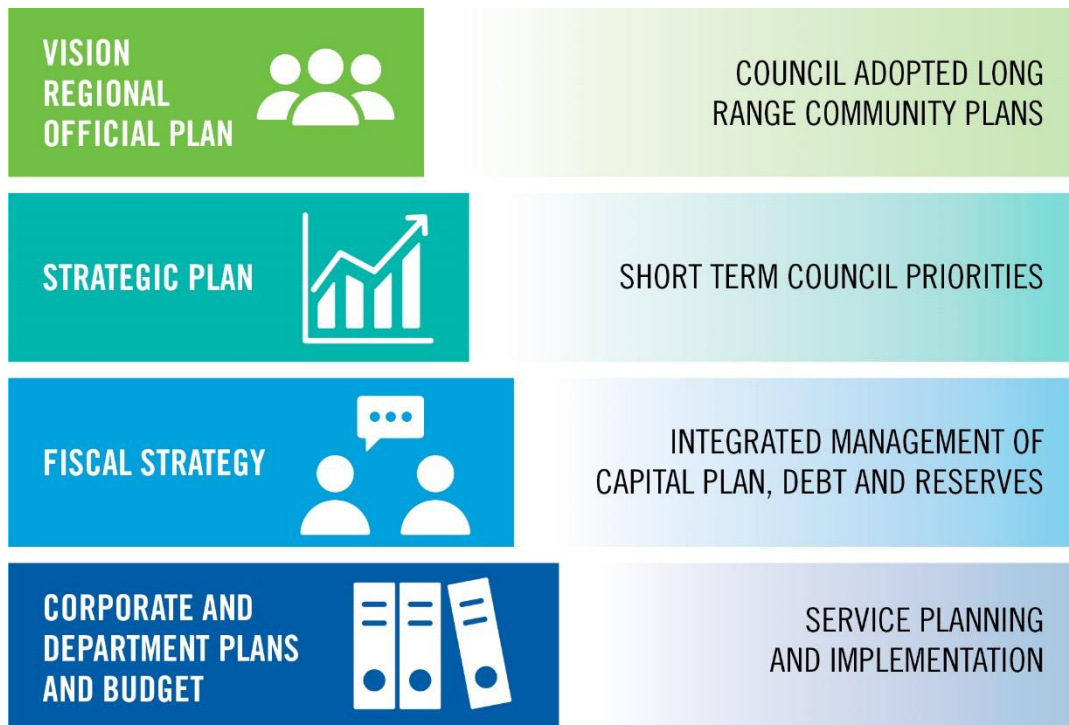 VISION
REGIONAL
OFFICIAL PLAN
COUNCIL ADOPTED LONG
RANGE COMMUNITY PLANS
STRATEGIC PLAN
SHORT TERM COUNCIL PRIORITIES
FISCAL STRATEGY
INTEGRATED MANAGEMENT OF
CAPITAL PLAN, DEBT AND RESERVES
CORPORATE AND
DEPARTMENT PLANS
AND BUDGET
SERVICE PLANNING
AND IMPLEMENTATION